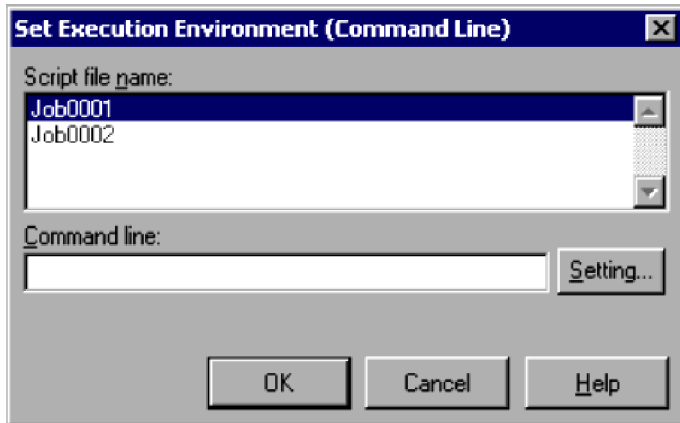 Set Execution Environment (Command Line)
Script file name:
Job0001
Job0002
Command line:
Setting...
OK Cancel Help